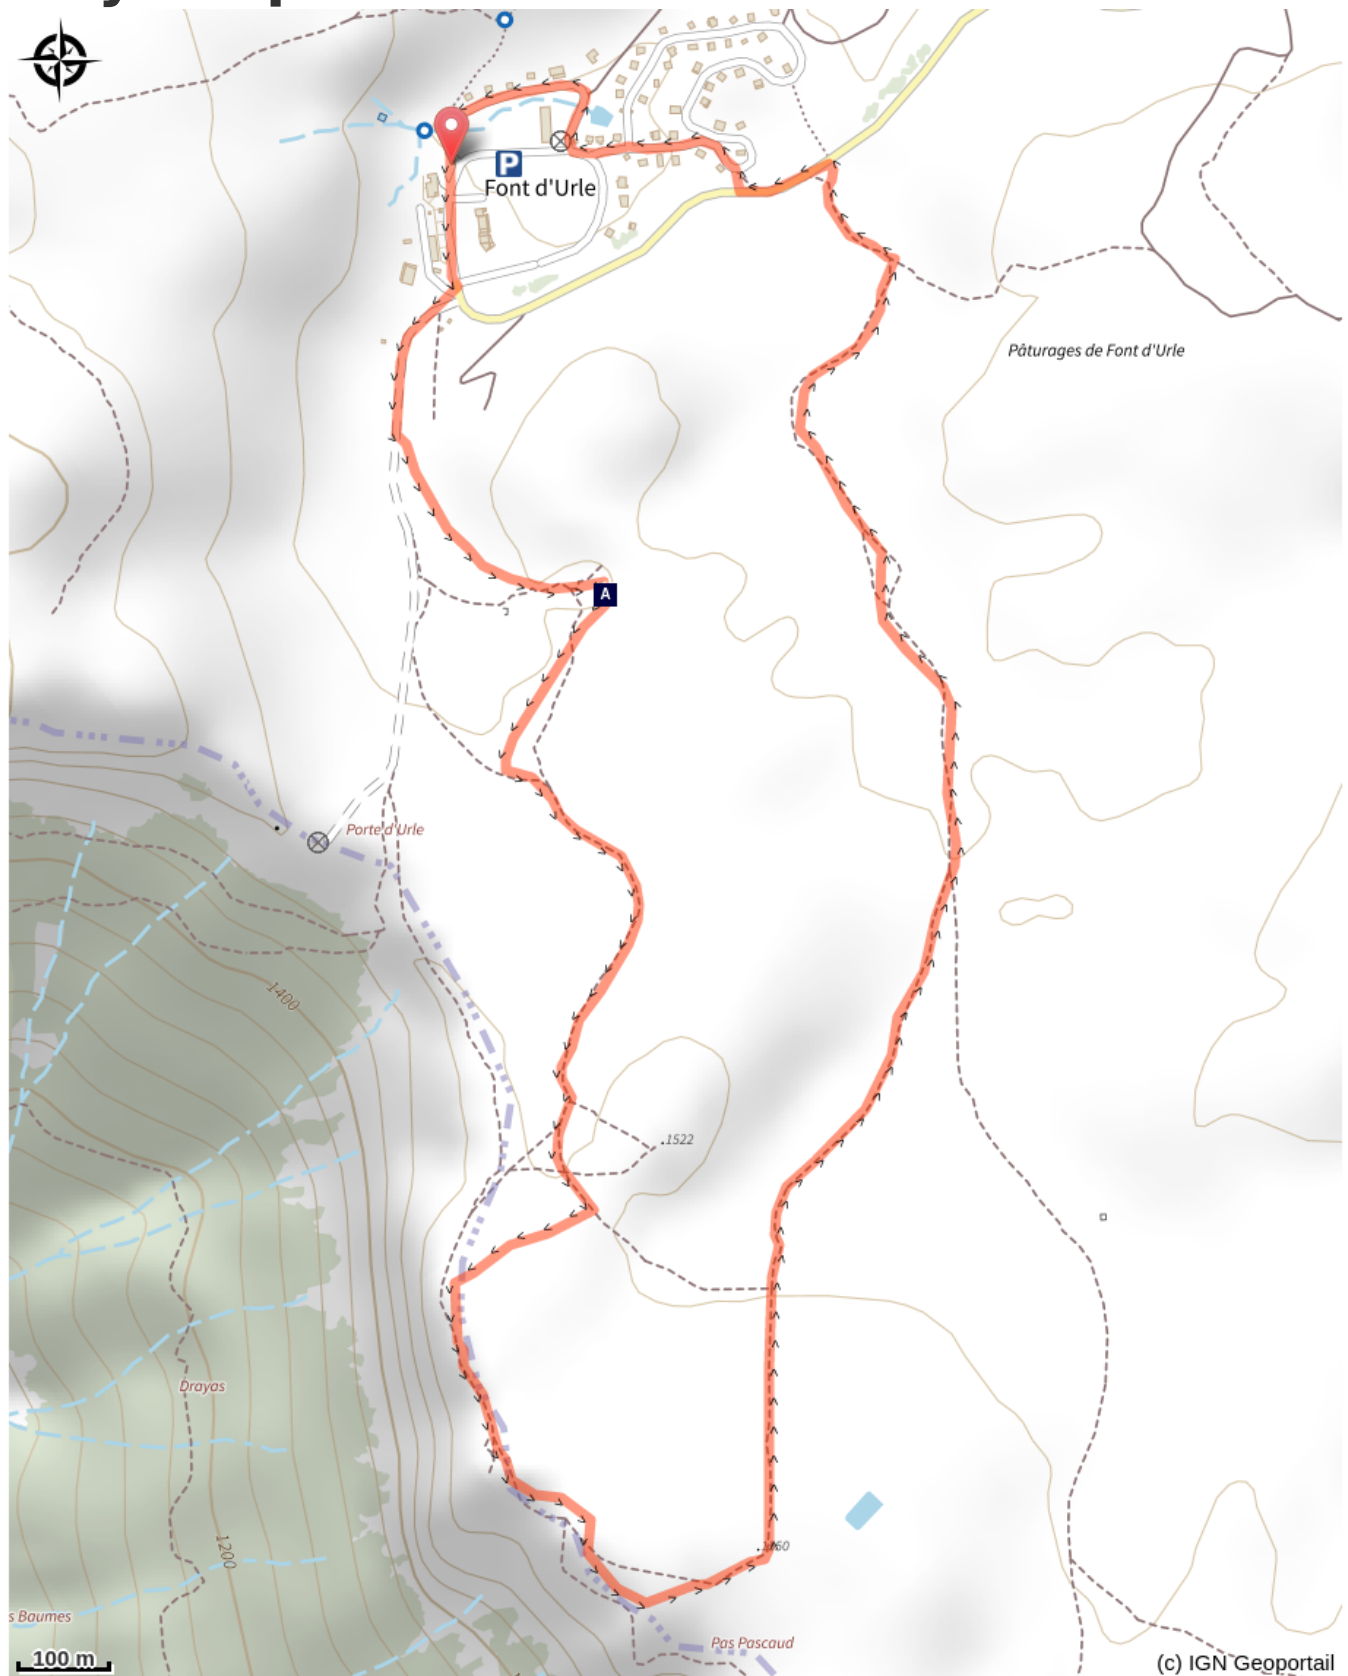 P
Font d'Urle
Pâturages de Font d'Urle
A
Porte d'Urle
1400
.1522
Drayas
1200
s Baumes
Pas Pascaud
100 m
(c) IGN Geoportail